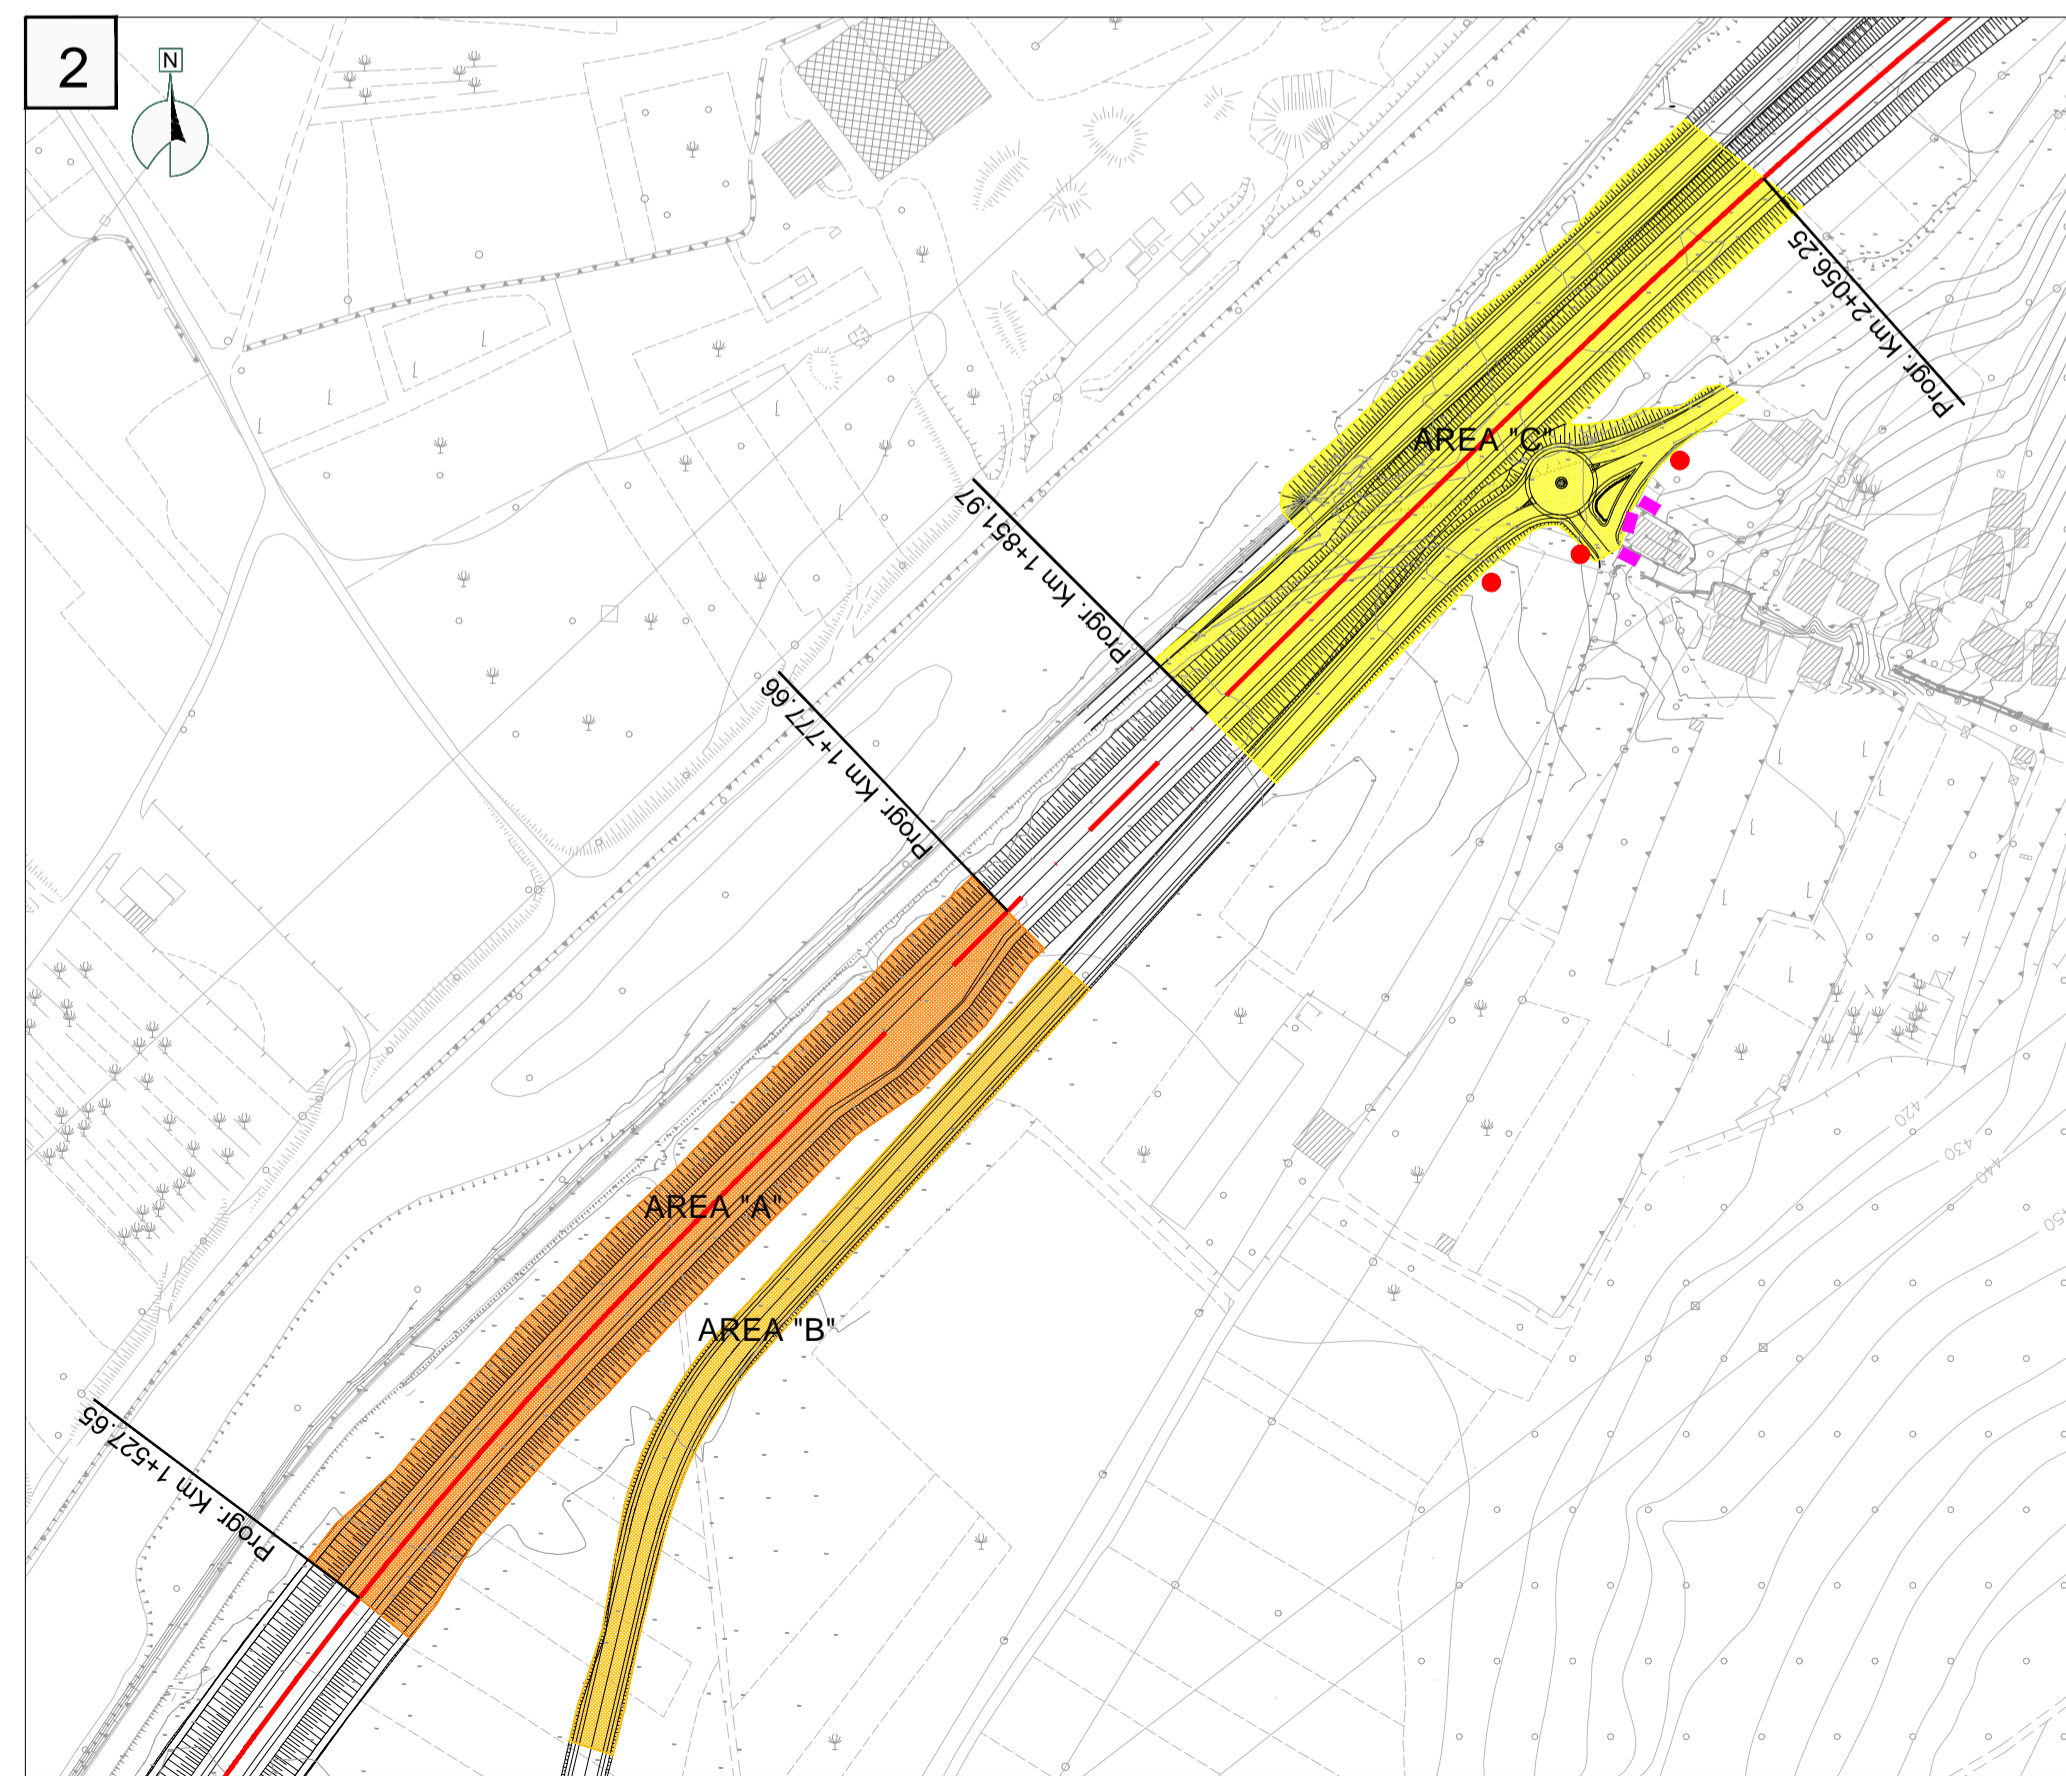 2
N
Progr. Km 2+056.25
AREA "C"
Progr. Km 1+851.97
Progr. Km 1+777.66
420
430
440
AREA "A"
AREA "B"
Progr. Km 1+527.65